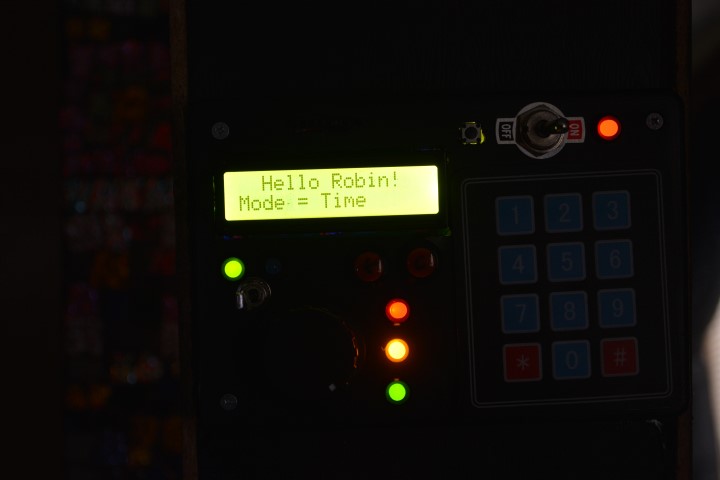 Hello Robin!
Mode = Time
OFF
ON
1 2 3
4 5 6
7 8 9
* 0 #